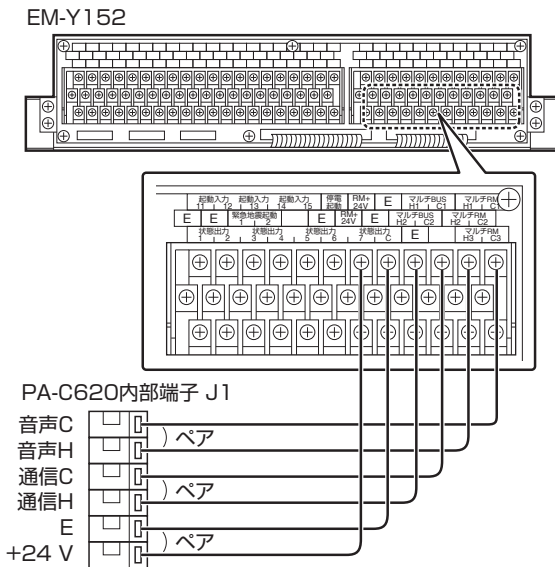 EM-Y152
起動入力 起動入力 起動入力 停電 RM+ E マルチBUS マルチRM
11 12 13 14 15 起動 24V H1 C1 H1 C1
E E 緊急地震起動 E RM+ E マルチBUS マルチRM
1 2 24V H2 C2 H2 C2
状態出力 状態出力 状態出力 状態出力 E マルチRM
1 2 3 4 5 6 7 C H3 C3
PA-C620内部端子 J1
音声C
ペア
音声H
通信C
ペア
通信H
E
ペア
+24 V